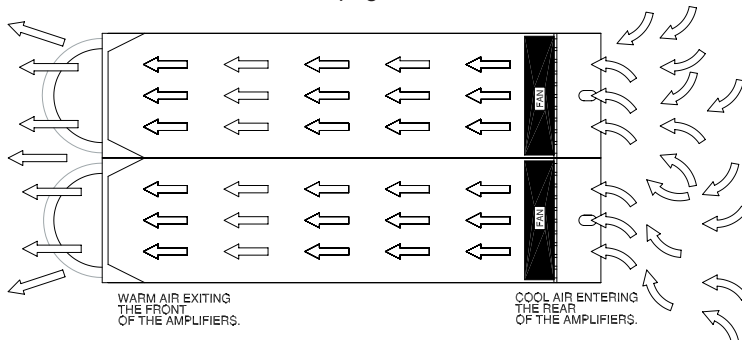 FAN
FAN
WARM AIR EXITING
THE FRONT
OF THE AMPLIFIERS.
COOL AIR ENTERING
THE REAR
OF THE AMPLIFIERS.